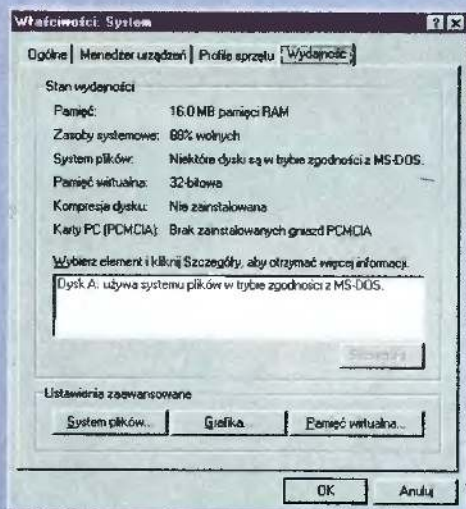 Właściwości: System
Ogólne Menedżer urządzeń Profile sprzętu Wydajność
Stan wydajności
Pamięć: 16.0 MB pamięci RAM
Zasoby systemowe: 88% wolnych
System plików: Niektóre dyski są w trybie zgodności z MS-DOS.
Pamięć wirtualna: 32-bitowa
Kompresja dysku: Nie zainstalowana
Karty PC (PCMCIA): Brak zainstalowanych gniazd PCMCIA
Wybierz element i kliknij Szczegóły, aby otrzymać więcej informacji.
Dysk A: używa systemu plików w trybie zgodności z MS-DOS.
Ustawienia zaawansowane
System plików... Grafika... Pamięć wirtualna...
OK Anuluj